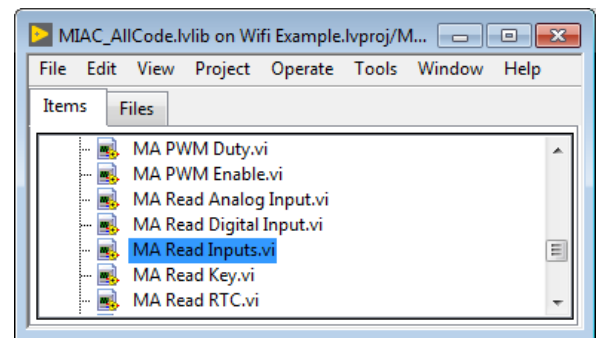 MIAC_AllCode.lvlib on Wifi Example.lvproj/M...
File Edit View Project Operate Tools Window Help
Items Files
MA PWM Duty.vi
MA PWM Enable.vi
MA Read Analog Input.vi
MA Read Digital Input.vi
MA Read Inputs.vi
MA Read Key.vi
MA Read RTC.vi